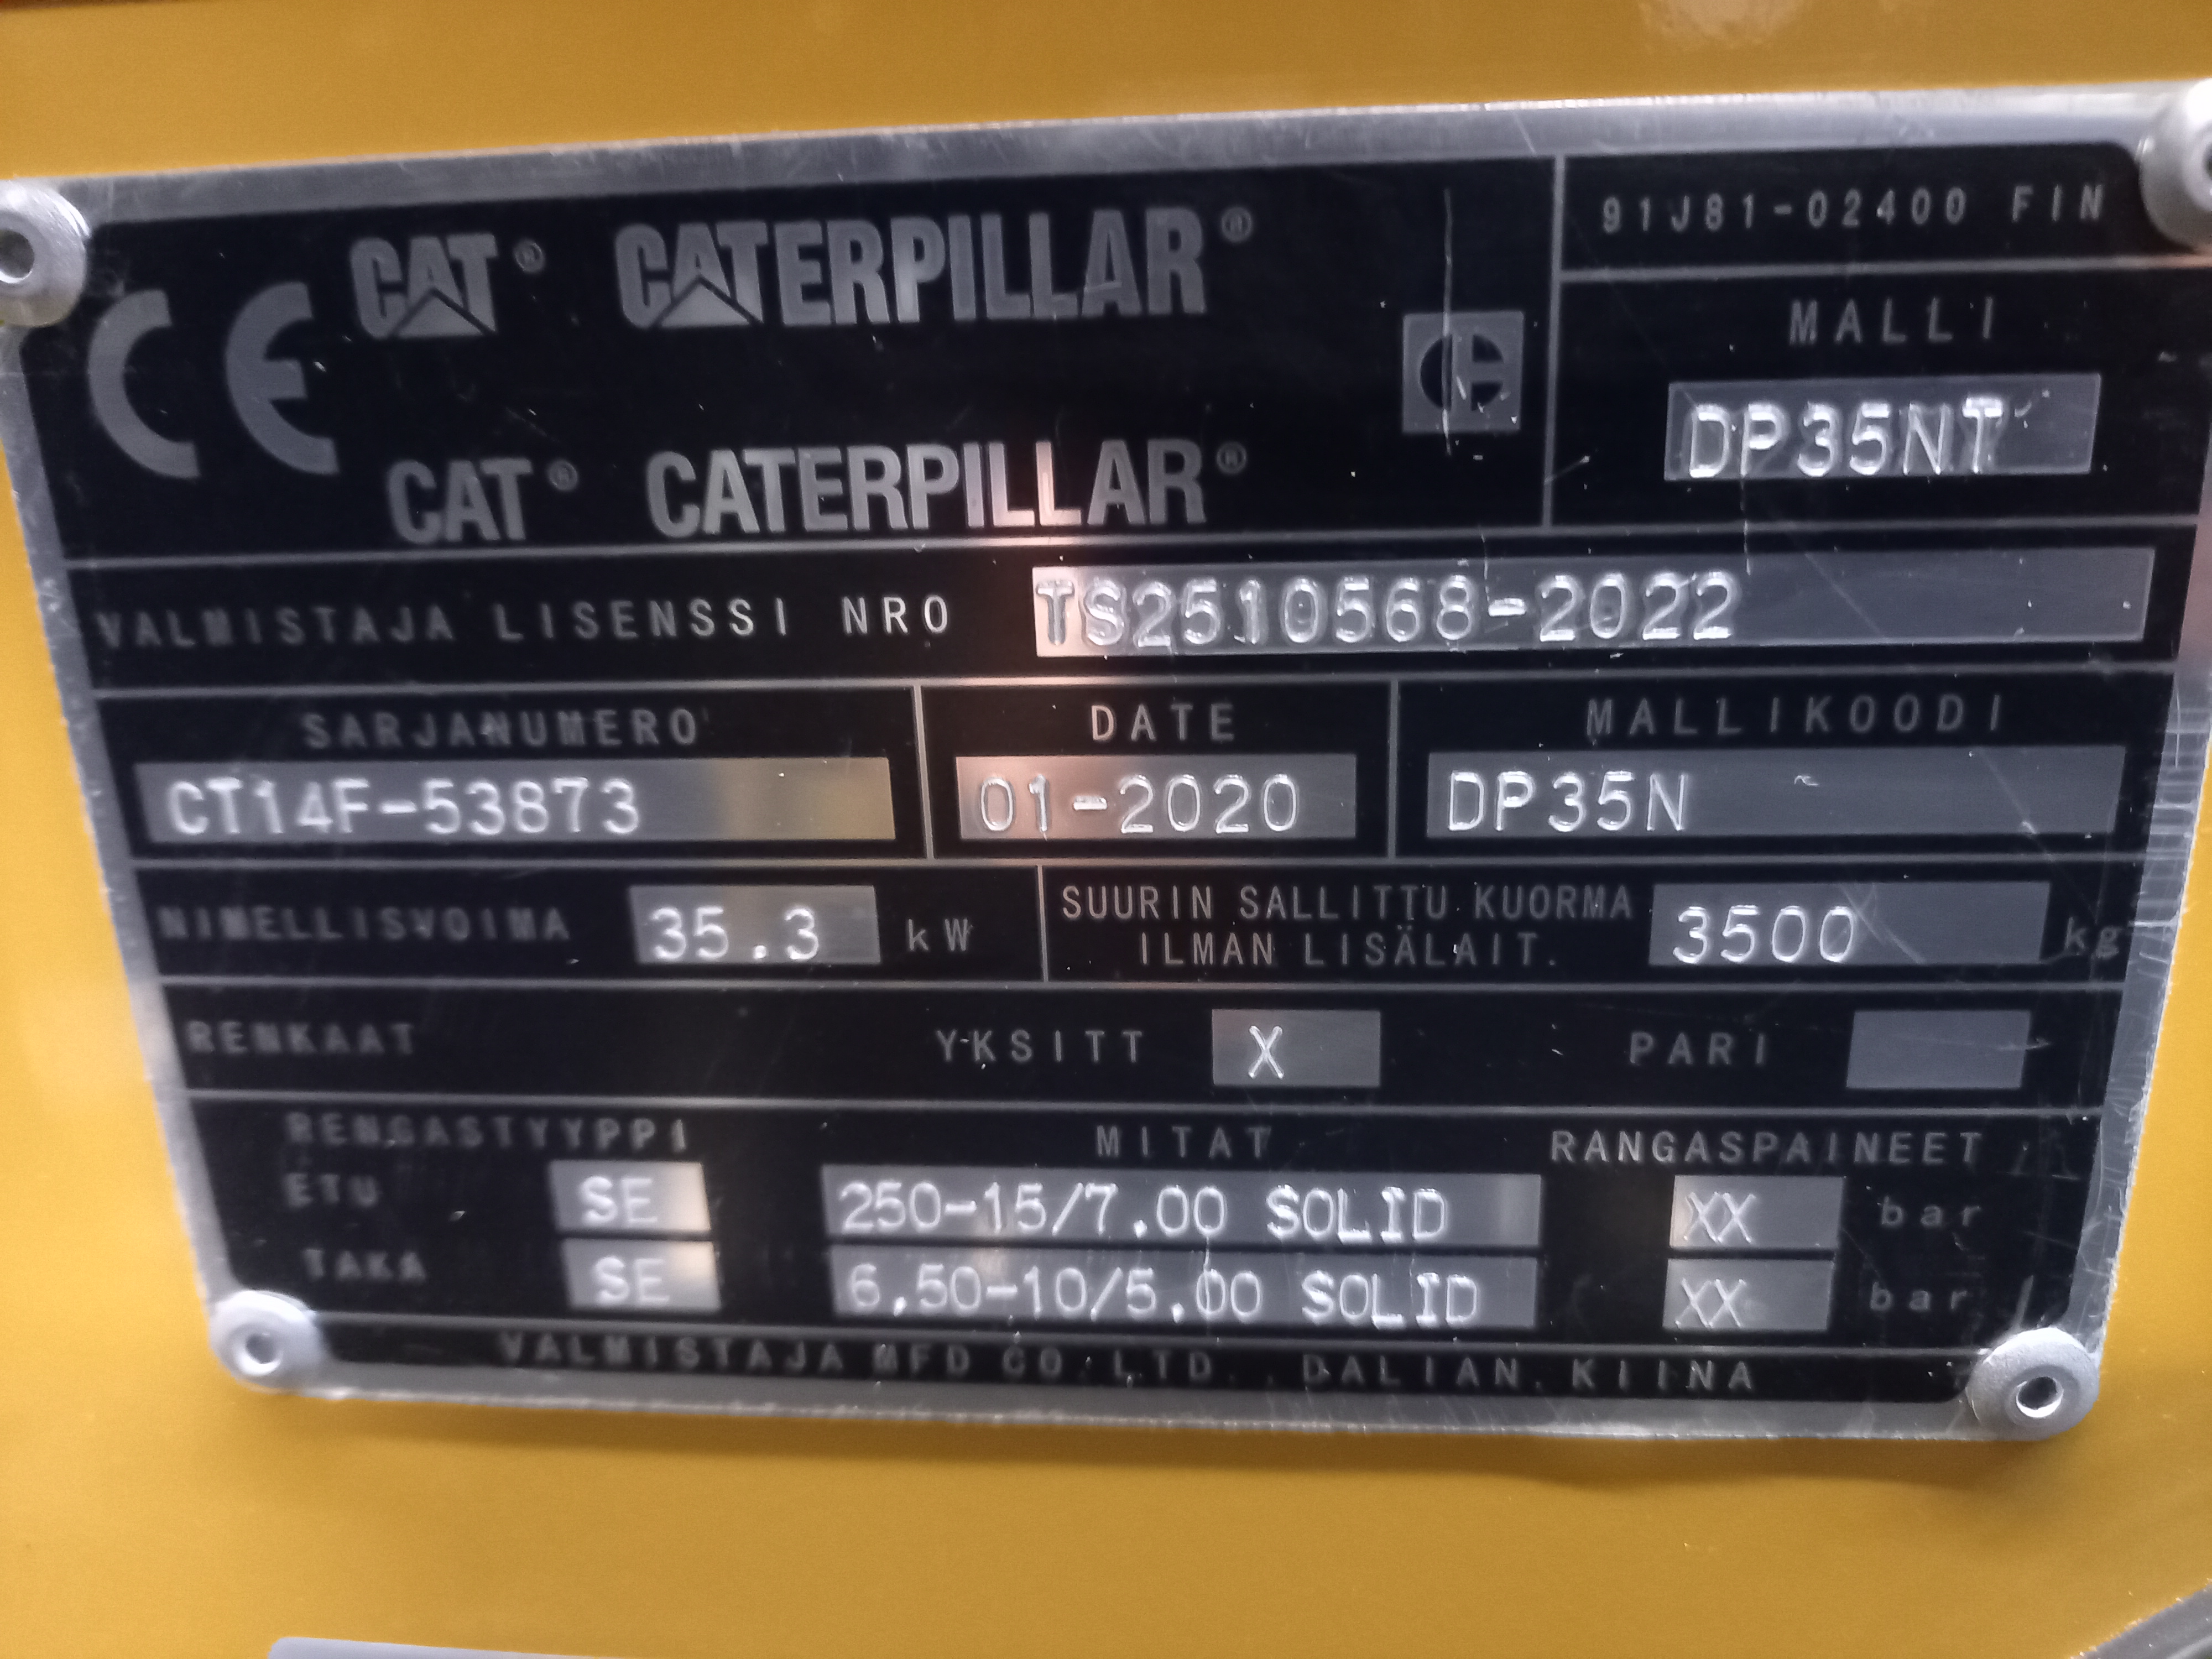 CE
CAT® CATERPILLAR®
CAT® CATERPILLAR®
91J81-02400 FIN
MALLI
DP35NT
VALMISTAJA LISENSSI NRO TS2510568-2022
SARJANUMERO DATE MALLIKOODI
CT14F-53873 01-2020 DP35N
NIMELLISVOIMA 35.3 kW
SUURIN SALLITTU KUORMA
ILMAN LISÄLAIT. 3500 kg
RENKAAT YKSITT X PARI
RENGASTYYPPI MITAT RANGASPAINEET
ETU SE 250-15/7.00 SOLID XX bar
TAKA SE 6.50-10/5.00 SOLID XX bar
VALMISTAJA MFD CO.LTD. DALIAN. KIINA